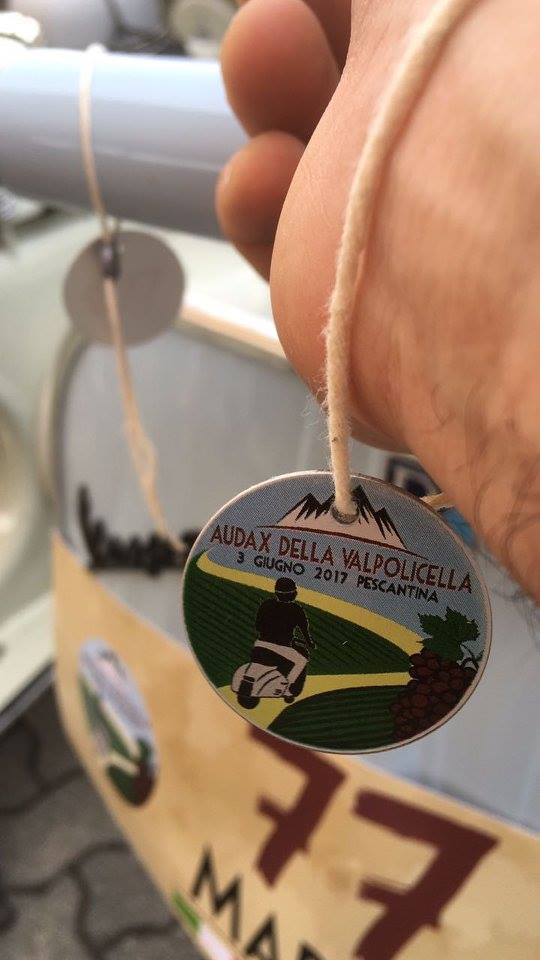 AUDAX DELLA VALPOLICELLA
3 GIUGNO 2017 PESCANTINA
77